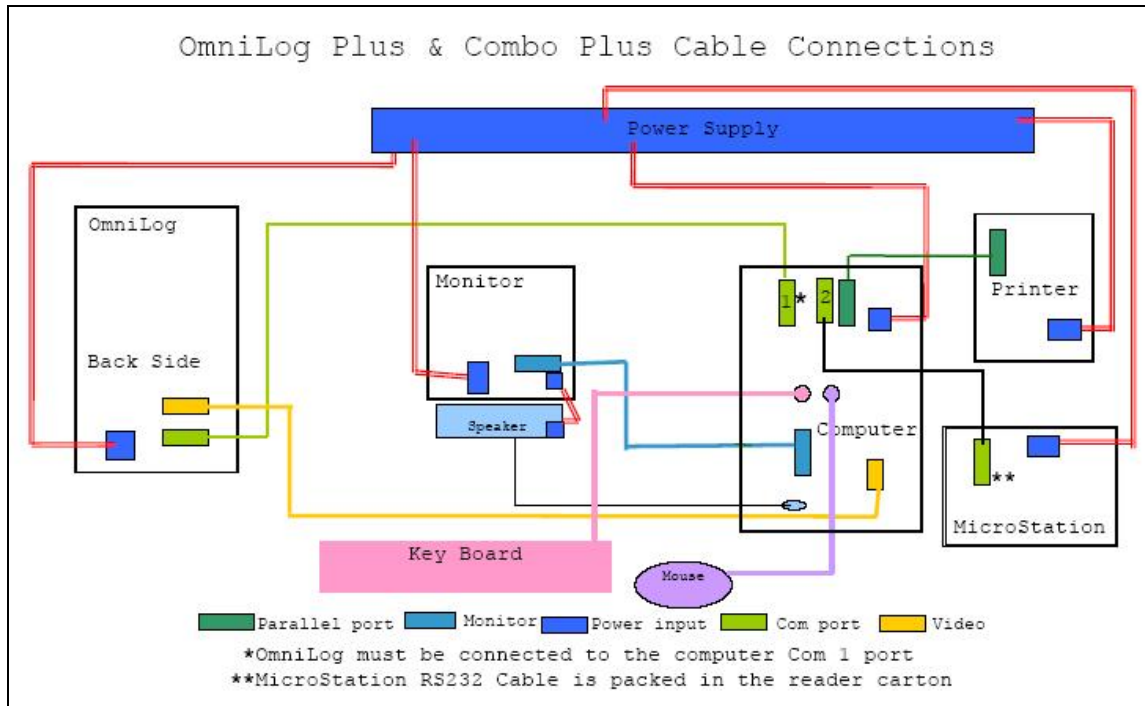 OmniLog Plus & Combo Plus Cable Connections
Power Supply
OmniLog
Monitor
1* 2
Printer
Back Side
Speaker
Computer
**
MicroStation
Key Board
Mouse
Parallel port Monitor Power input Com port Video
*OmniLog must be connected to the computer Com 1 port
**MicroStation RS232 Cable is packed in the reader carton